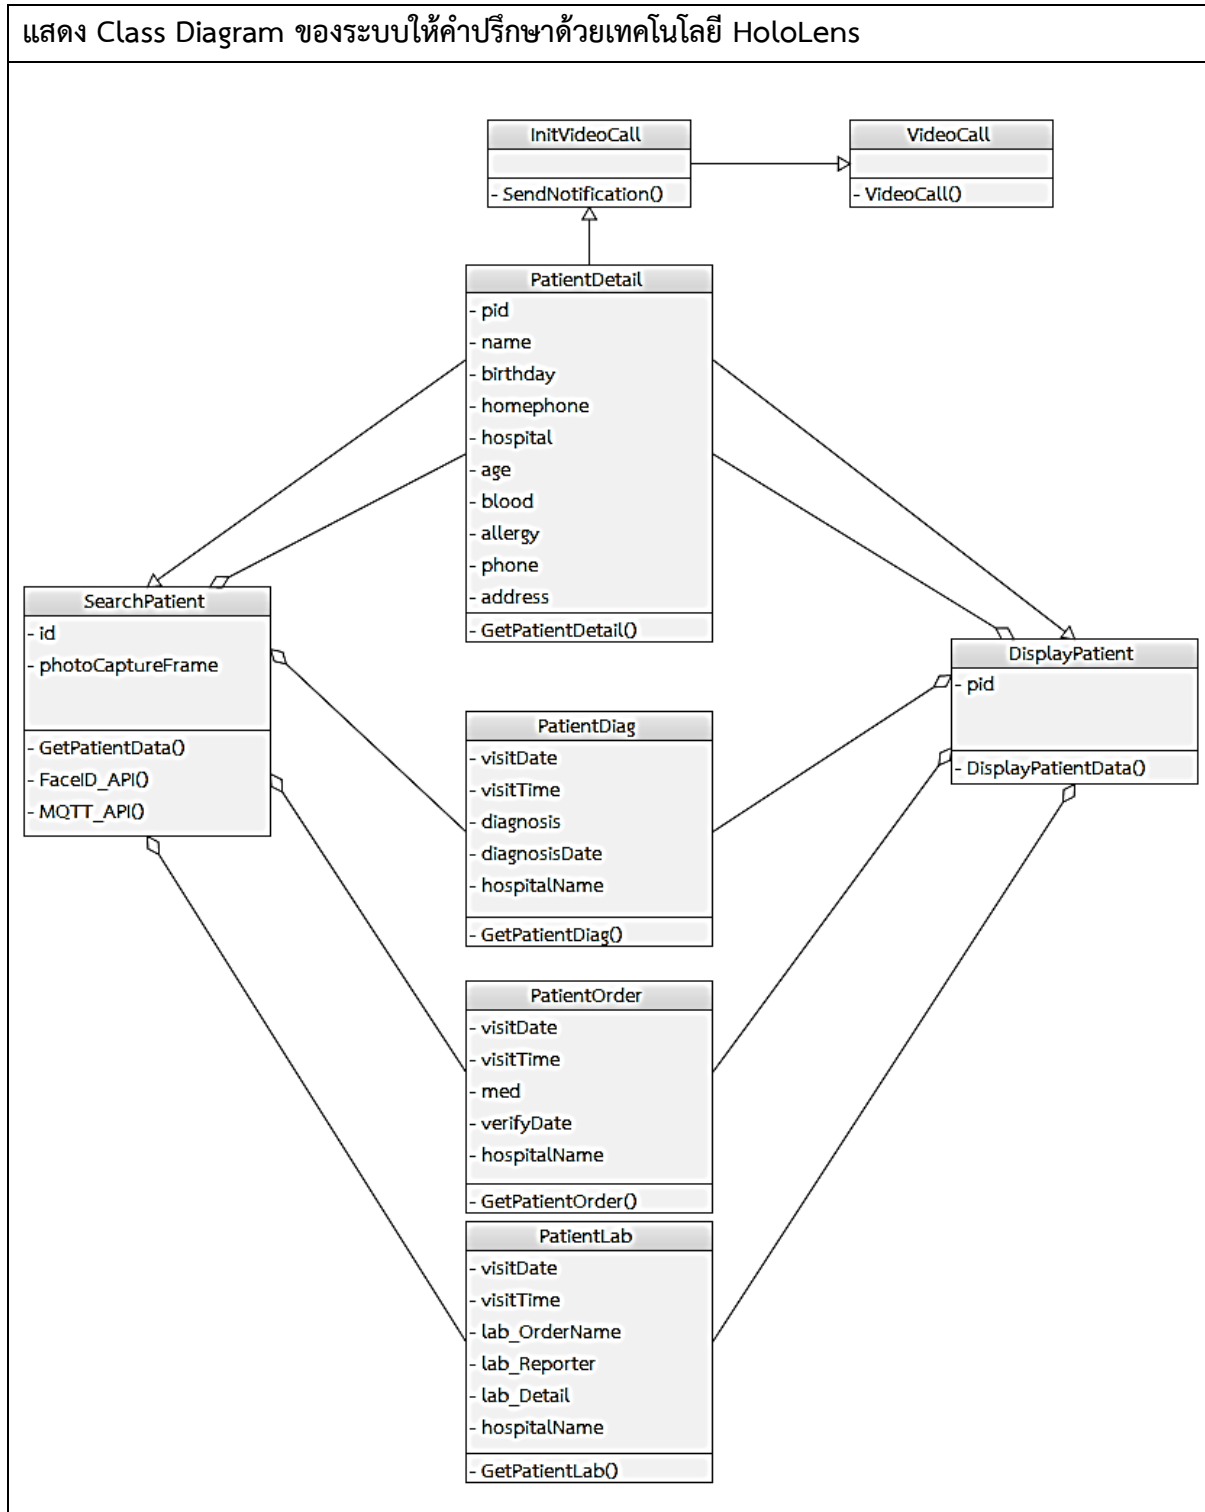 แสดง Class Diagram ของระบบให้คำปรึกษาด้วยเทคโนโลยี HoloLens
InitVideoCall
- SendNotification()
VideoCall
- VideoCall()
PatientDetail
- pid
- name
- birthday
- homephone
- hospital
- age
- blood
- allergy
- phone
- address
- GetPatientDetail()
SearchPatient
- id
- photoCaptureFrame
- GetPatientData()
- FaceID_API()
- MQTT_API()
DisplayPatient
- pid
- DisplayPatientData()
PatientDiag
- visitDate
- visitTime
- diagnosis
- diagnosisDate
- hospitalName
- GetPatientDiag()
PatientOrder
- visitDate
- visitTime
- med
- verifyDate
- hospitalName
- GetPatientOrder()
PatientLab
- visitDate
- visitTime
- lab_OrderName
- lab_Reporter
- lab_Detail
- hospitalName
- GetPatientLab()